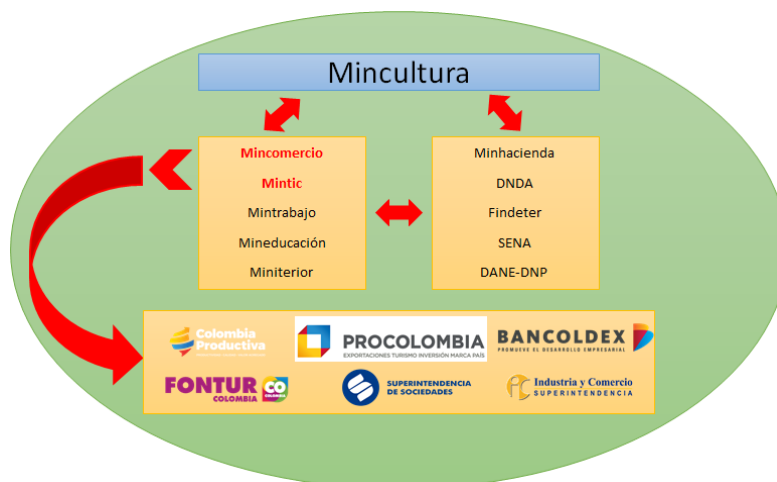 Mincultura
Mincomercio
Mintic
Mintrabajo
Mineducación
Miniterior
Minhacienda
DNDA
Findeter
SENA
DANE-DNP
Colombia
Productiva
PROCOLOMBIA
EXPORTACIONES TURISMO INVERSIÓN MARCA PAÍS
BANCOLDEX
PROMUEVE EL DESARROLLO EMPRESARIAL
FONTUR
COLOMBIA
CO
SUPERINTENDENCIA
DE SOCIEDADES
Industria y Comercio
SUPERINTENDENCIA